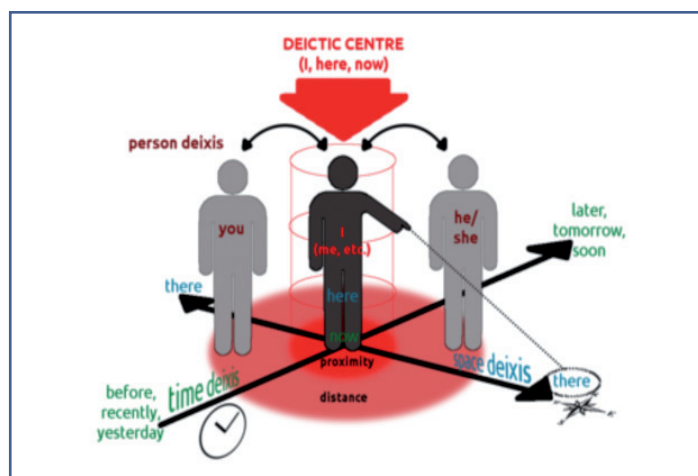 DEICTIC CENTRE
(I, here, now)
person deixis
you
I
(me, etc.)
he/
she
later,
tomorrow,
soon
there
here
now
proximity
distance
space deixis
there
time deixis
before,
recently,
yesterday